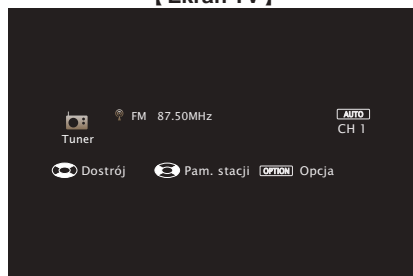 【 Ekran TV 】
FM 87.50MHz
AUTO
CH 1
Tuner
Dostrój Pam. stacji OPTION Opcja